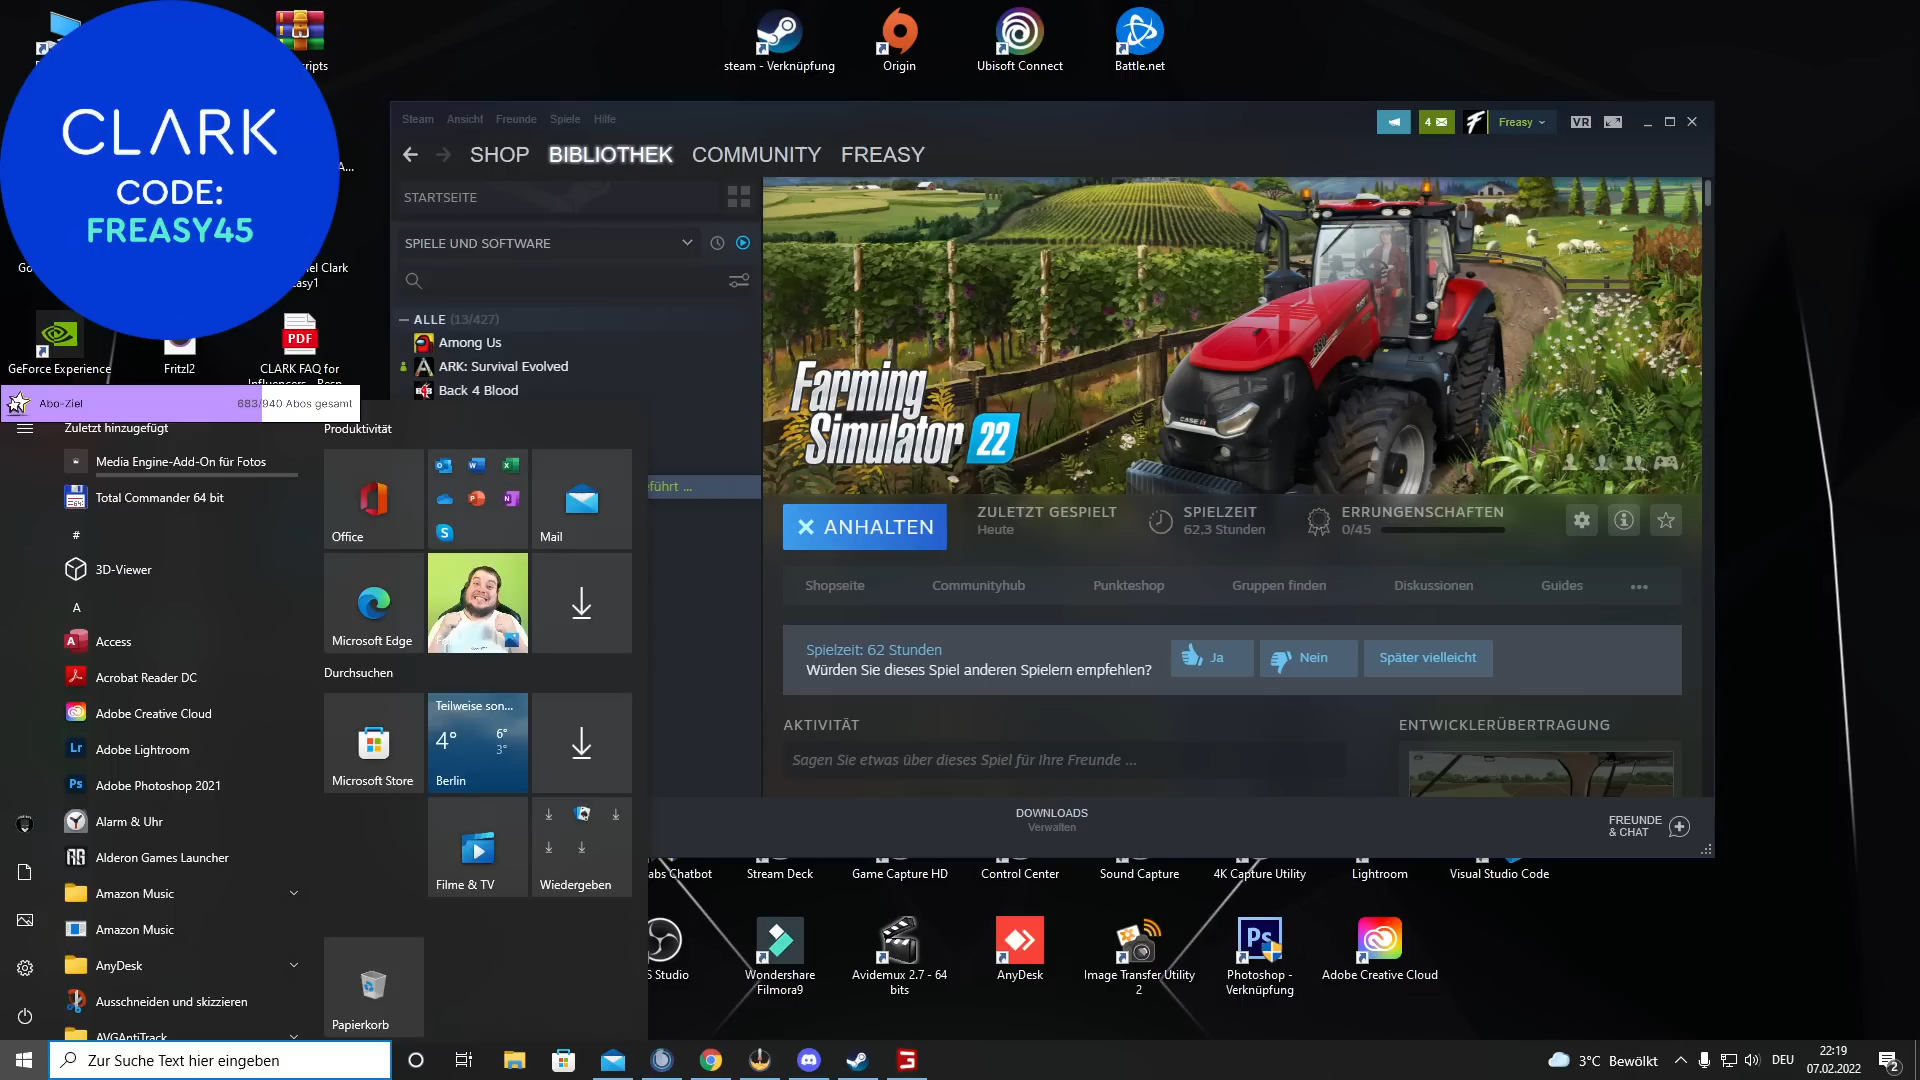 CLARK
CODE:
FREASY45
steam - Verknüpfung
Origin
Ubisoft Connect
Battle.net
GeForce Experience
Fritzl2
PDF
CLARK FAQ for
Abo-Ziel
683/940 Abos gesamt
Steam Ansicht Freunde Spiele Hilfe
4
Freasy
VR
SHOP BIBLIOTHEK COMMUNITY FREASY
STARTSEITE
SPIELE UND SOFTWARE
ALLE (13/427)
Among Us
ARK: Survival Evolved
Back 4 Blood
eführt ...
Farming
Simulator 22
CASE IH
ANHALTEN
ZULETZT GESPIELT
Heute
SPIELZEIT
62,3 Stunden
ERRUNGENSCHAFTEN
0/45
Shopseite
Communityhub
Punkteshop
Gruppen finden
Diskussionen
Guides
Spielzeit: 62 Stunden
Würden Sie dieses Spiel anderen Spielern empfehlen?
Ja
Nein
Später vielleicht
AKTIVITÄT
Sagen Sie etwas über dieses Spiel für Ihre Freunde ...
ENTWICKLERÜBERTRAGUNG
DOWNLOADS
Verwalten
FREUNDE
& CHAT
Zuletzt hinzugefügt
Media Engine-Add-On für Fotos
Total Commander 64 bit
#
3D-Viewer
A
Access
Acrobat Reader DC
Adobe Creative Cloud
Adobe Lightroom
Adobe Photoshop 2021
Alarm & Uhr
Alderon Games Launcher
Amazon Music
Amazon Music
AnyDesk
Ausschneiden und skizzieren
AVGAntiTrack
Produktivität
Office
Mail
Microsoft Edge
Durchsuchen
Microsoft Store
Teilweise son...
4°
6°
3°
Berlin
Filme & TV
Wiedergeben
Papierkorb
abs Chatbot
Stream Deck
Game Capture HD
Control Center
Sound Capture
4K Capture Utility
Lightroom
Visual Studio Code
S Studio
Wondershare
Filmora9
Avidemux 2.7 - 64
bits
AnyDesk
Image Transfer Utility
2
Photoshop -
Verknüpfung
Adobe Creative Cloud
Zur Suche Text hier eingeben
3°C Bewölkt
DEU
22:19
07.02.2022
2